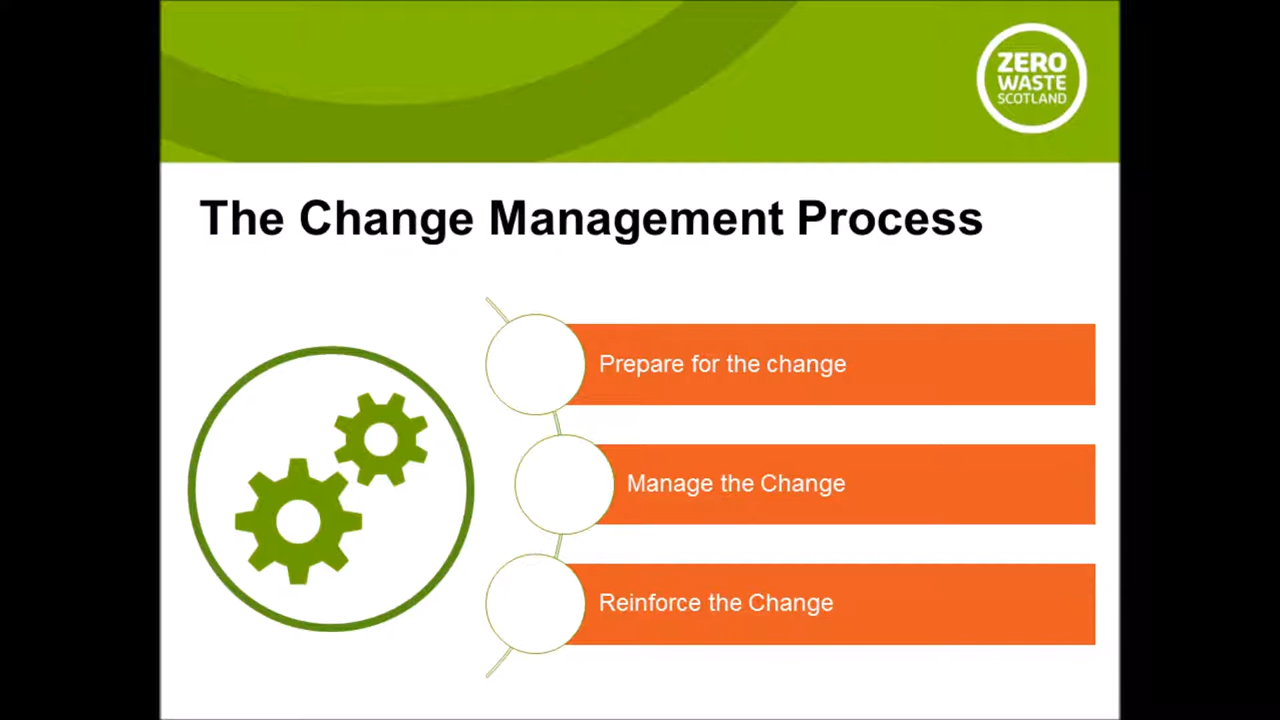 ZERO
WASTE
SCOTLAND
The Change Management Process
Prepare for the change
Manage the Change
Reinforce the Change